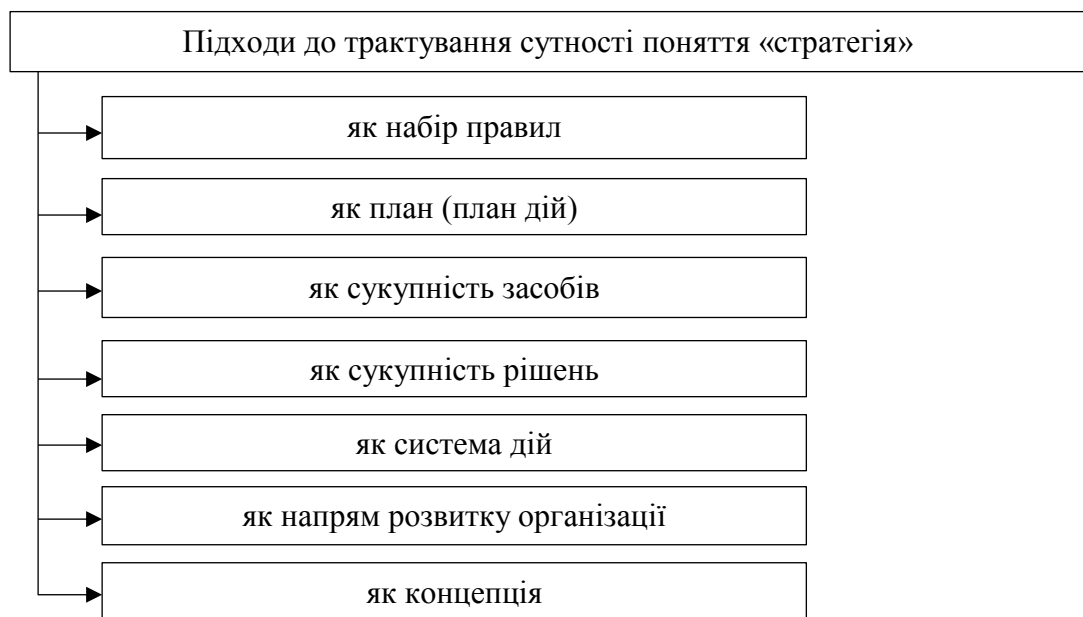 Підходи до трактування сутності поняття «стратегія»
як набір правил
як план (план дій)
як сукупність засобів
як сукупність рішень
як система дій
як напрям розвитку організації
як концепція